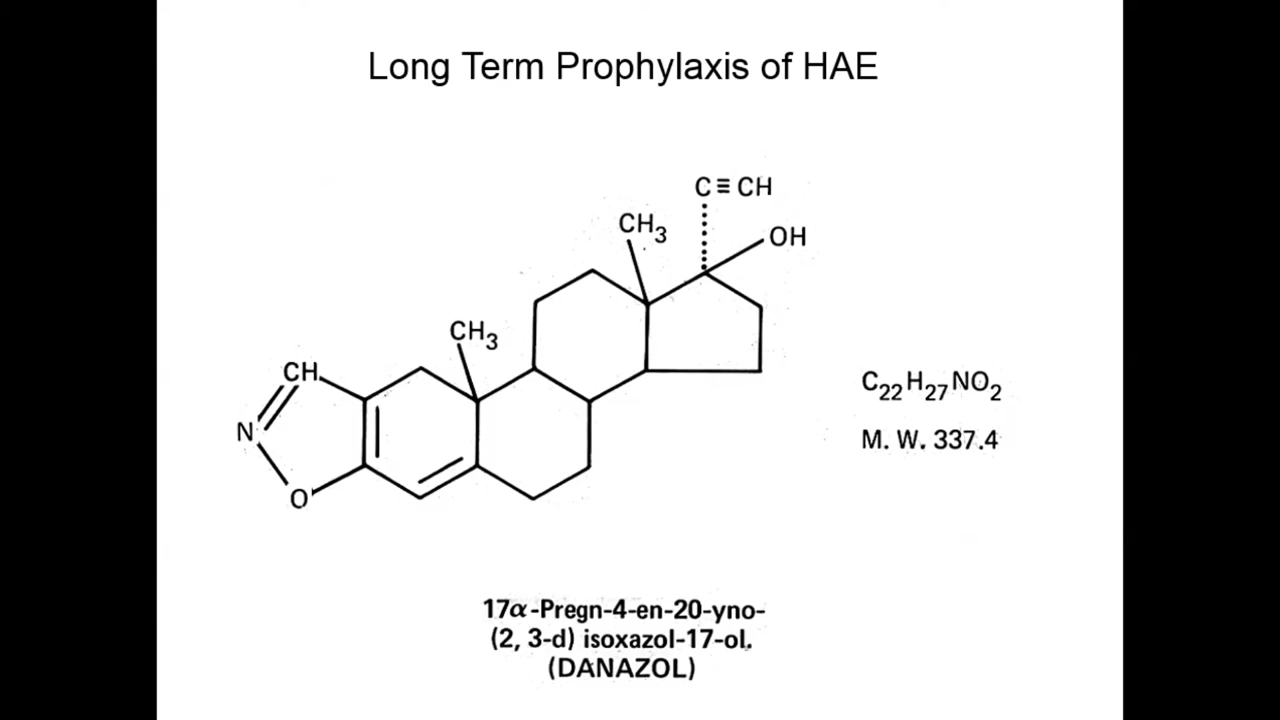 Long Term Prophylaxis of HAE
C≡CH
CH₃
OH
CH₃
CH
N
O
C₂₂H₂₇NO₂
M. W. 337.4
17α-Pregn-4-en-20-yno-
(2, 3-d) isoxazol-17-ol.
(DANAZOL)